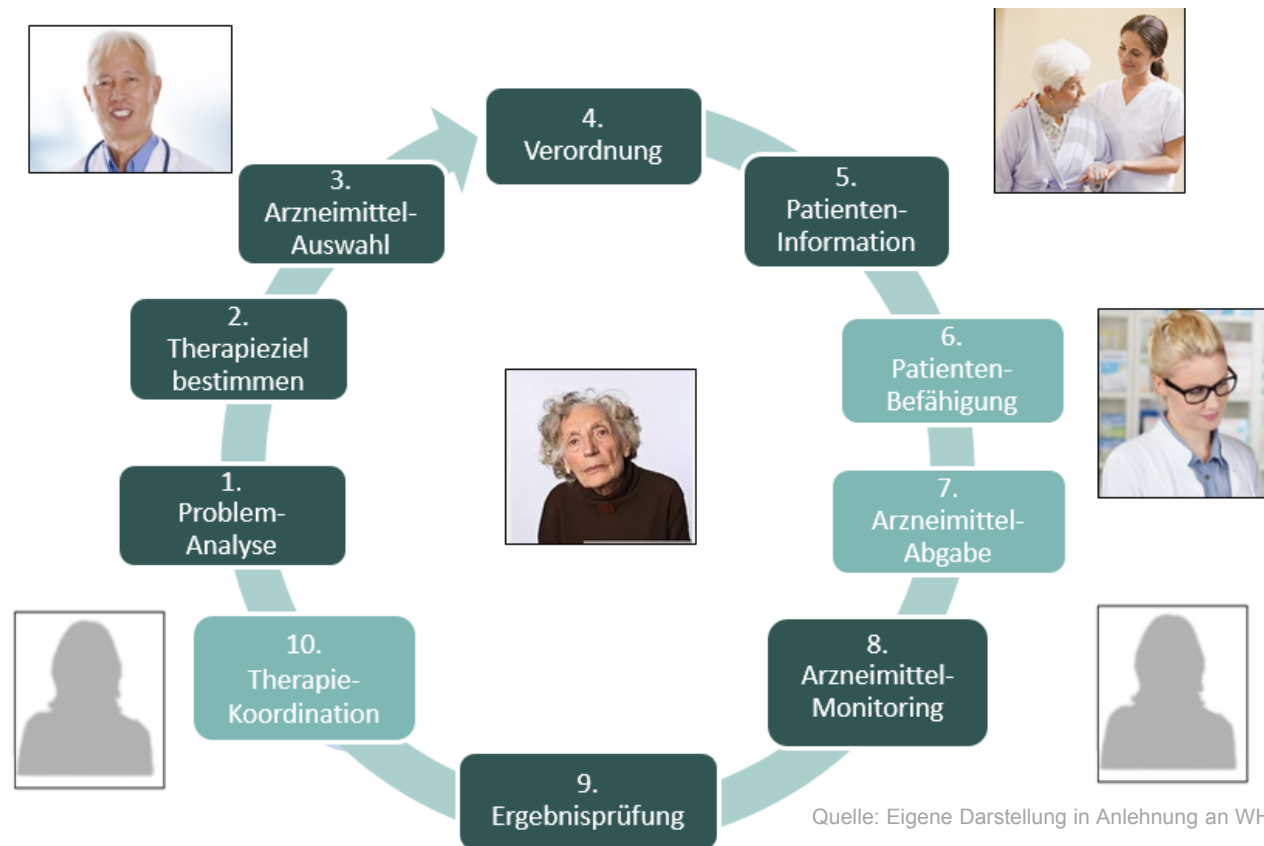 4.
Verordnung
5.
Patienten-
Information
6.
Patienten-
Befähigung
7.
Arzneimittel-
Abgabe
8.
Arzneimittel-
Monitoring
9.
Ergebnisprüfung
10.
Therapie-
Koordination
1.
Problem-
Analyse
2.
Therapieziel
bestimmen
3.
Arzneimittel-
Auswahl
Quelle: Eigene Darstellung in Anlehnung an